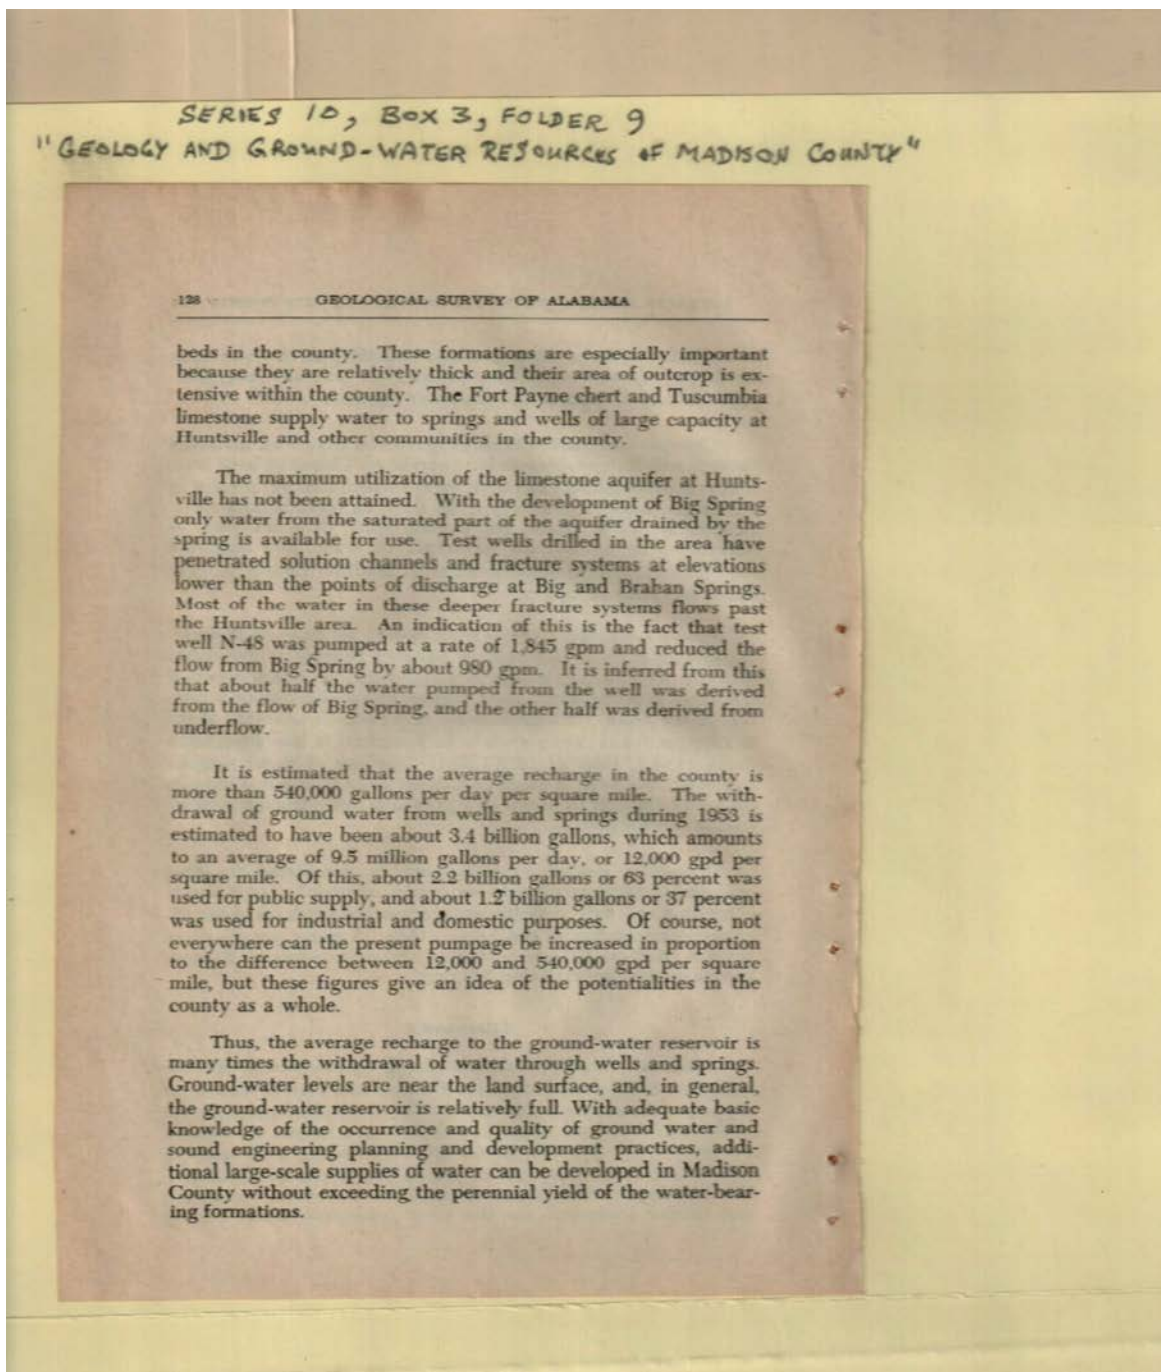 SERIES 10, BOX 3, FOLDER 9
"GEOLOGY AND GROUND-WATER RESOURCES OF MADISON COUNTY"
128 GEOLOGICAL SURVEY OF ALABAMA
beds in the county. These formations are especially important
because they are relatively thick and their area of outcrop is ex-
tensive within the county. The Fort Payne chert and Tuscumbia
limestone supply water to springs and wells of large capacity at
Huntsville and other communities in the county.
The maximum utilization of the limestone aquifer at Hunts-
ville has not been attained. With the development of Big Spring
only water from the saturated part of the aquifer drained by the
spring is available for use. Test wells drilled in the area have
penetrated solution channels and fracture systems at elevations
lower than the points of discharge at Big and Brahan Springs.
Most of the water in these deeper fracture systems flows past
the Huntsville area. An indication of this is the fact that test
well N-48 was pumped at a rate of 1,845 gpm and reduced the
flow from Big Spring by about 980 gpm. It is inferred from this
that about half the water pumped from the well was derived
from the flow of Big Spring, and the other half was derived from
underflow.
It is estimated that the average recharge in the county is
more than 540,000 gallons per day per square mile. The with-
drawal of ground water from wells and springs during 1953 is
estimated to have been about 3.4 billion gallons, which amounts
to an average of 9.5 million gallons per day, or 12,000 gpd per
square mile. Of this, about 2.2 billion gallons or 63 percent was
used for public supply, and about 1.2 billion gallons or 37 percent
was used for industrial and domestic purposes. Of course, not
everywhere can the present pumpage be increased in proportion
to the difference between 12,000 and 540,000 gpd per square
mile, but these figures give an idea of the potentialities in the
county as a whole.
Thus, the average recharge to the ground-water reservoir is
many times the withdrawal of water through wells and springs.
Ground-water levels are near the land surface, and, in general,
the ground-water reservoir is relatively full. With adequate basic
knowledge of the occurrence and quality of ground water and
sound engineering planning and development practices, addi-
tional large-scale supplies of water can be developed in Madison
County without exceeding the perennial yield of the water-bear-
ing formations.